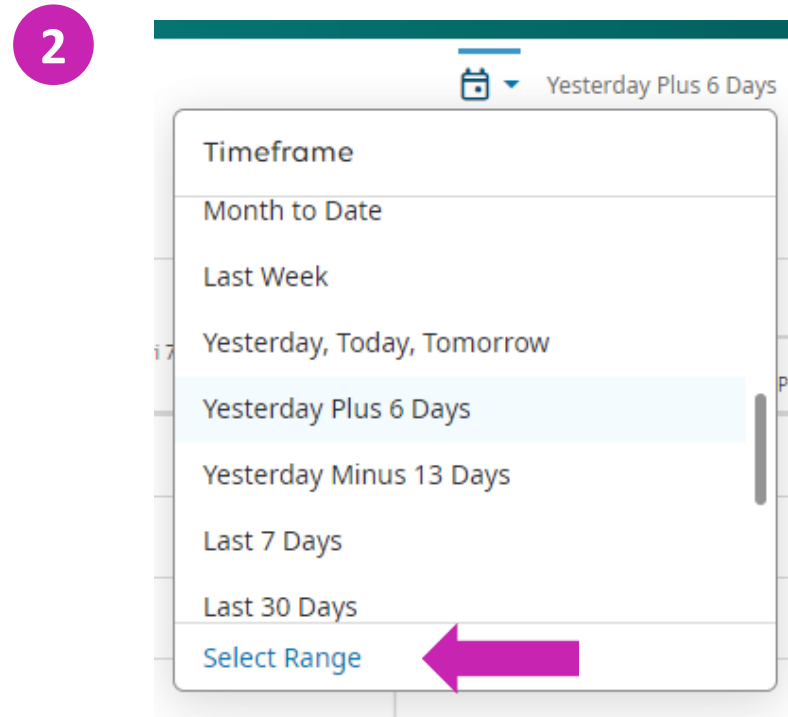 2
Yesterday Plus 6 Days
Timeframe
Month to Date
Last Week
Yesterday, Today, Tomorrow
Yesterday Plus 6 Days
Yesterday Minus 13 Days
Last 7 Days
Last 30 Days
Select Range